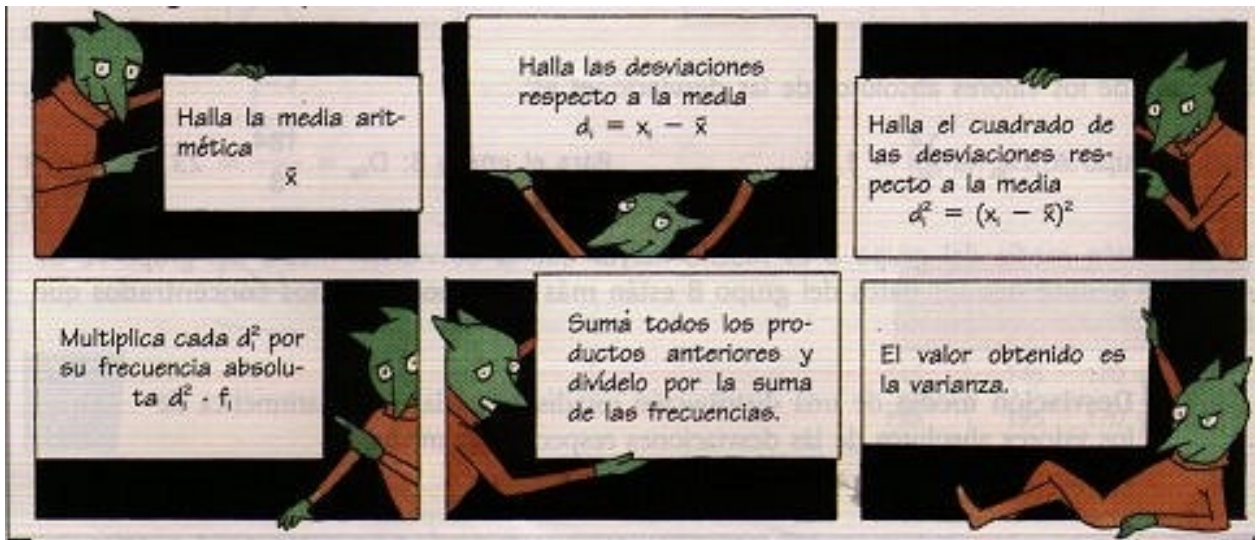 Halla la media arit-
mética
x̄
Halla las desviaciones
respecto a la media
dᵢ = xᵢ − x̄
Halla el cuadrado de
las desviaciones res-
pecto a la media
dᵢ² = (xᵢ − x̄)²
Multiplica cada dᵢ² por
su frecuencia absolu-
ta dᵢ² · fᵢ
Suma todos los pro-
ductos anteriores y
divídelo por la suma
de las frecuencias.
El valor obtenido es
la varianza.